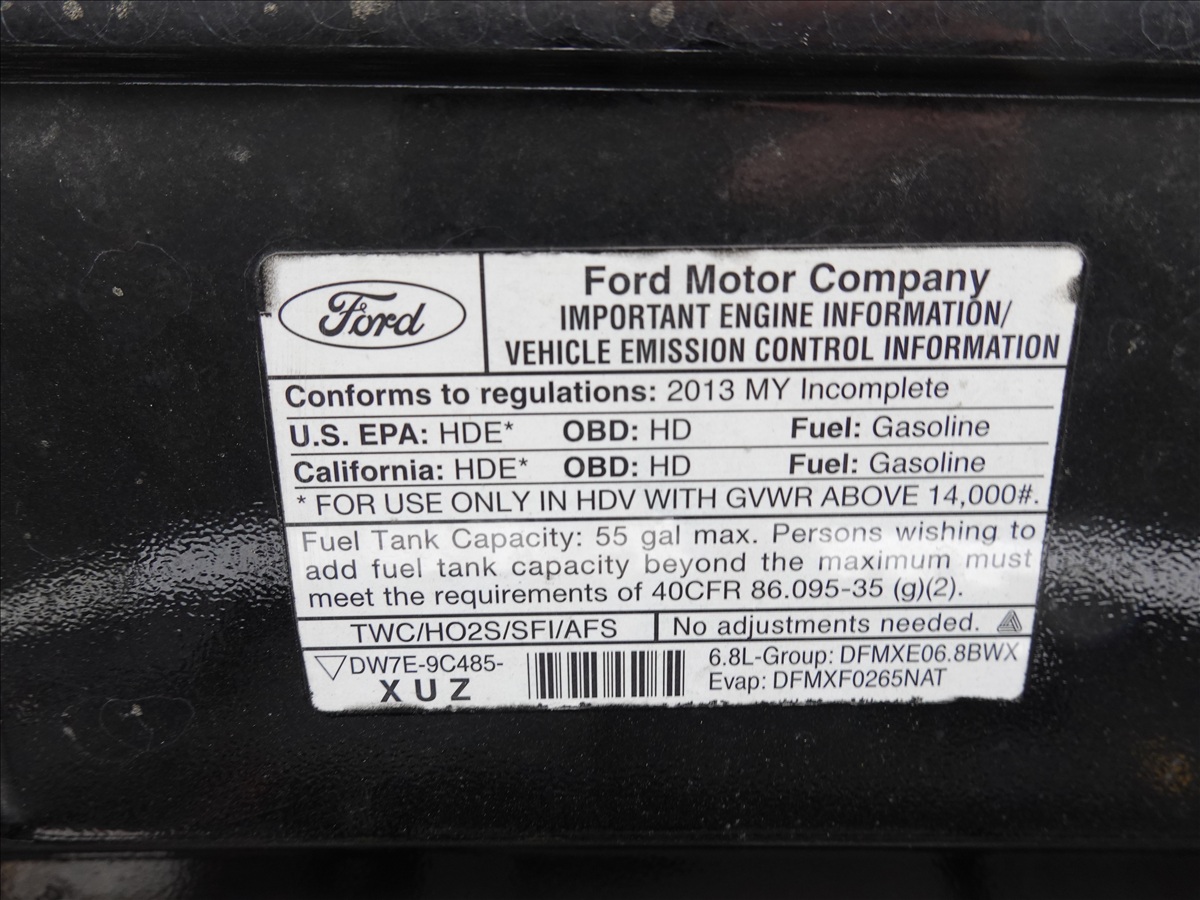 Ford
Ford Motor Company
IMPORTANT ENGINE INFORMATION/
VEHICLE EMISSION CONTROL INFORMATION
Conforms to regulations: 2013 MY Incomplete
U.S. EPA: HDE* OBD: HD Fuel: Gasoline
California: HDE* OBD: HD Fuel: Gasoline
* FOR USE ONLY IN HDV WITH GVWR ABOVE 14,000#.
Fuel Tank Capacity: 55 gal max. Persons wishing to
add fuel tank capacity beyond the maximum must
meet the requirements of 40CFR 86.095-35 (g)(2).
TWC/HO2S/SFI/AFS No adjustments needed.
DW7E-9C485-
XUZ
6.8L-Group: DFMXE06.8BWX
Evap: DFMXF0265NAT